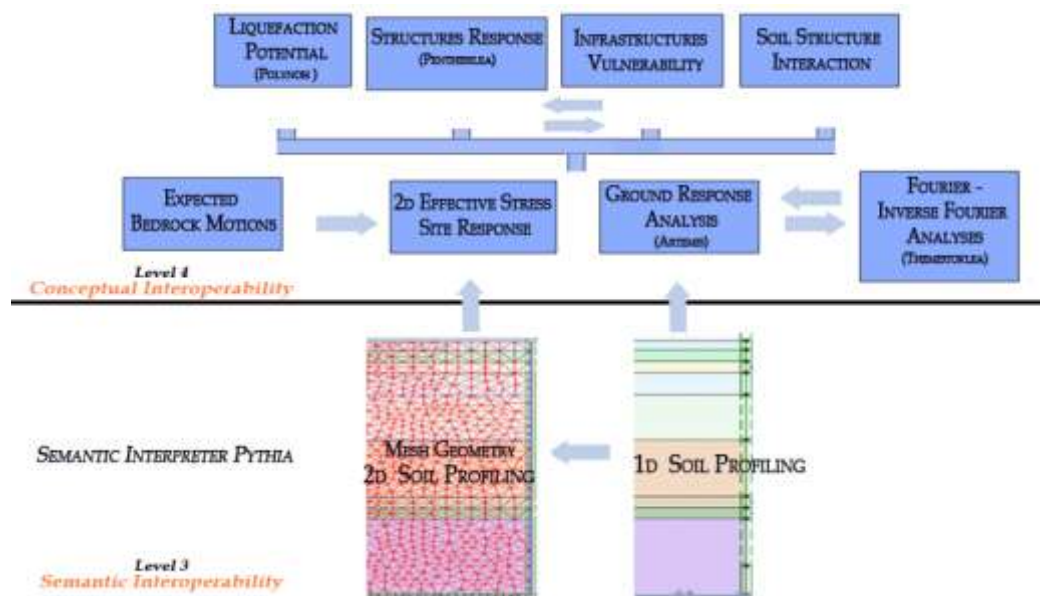 LIQUEFACTION
POTENTIAL
(POLYNOH)
STRUCTURES RESPONSE
(PENTHESILEA)
INFRASTRUCTURES
VULNERABILITY
SOIL STRUCTURE
INTERACTION
EXPECTED
BEDROCK MOTIONS
2D EFFECTIVE STRESS
SITE RESPONSE
GROUND RESPONSE
ANALYSIS
(ARTEMIS)
FOURIER -
INVERSE FOURIER
ANALYSES
(THEMISTOKLEA)
Level 4
Conceptual Interoperability
SEMANTIC INTERPRETER PYTHIA
MESH GEOMETRY
2D SOIL PROFILING
1D SOIL PROFILING
Level 3
Semantic Interoperability